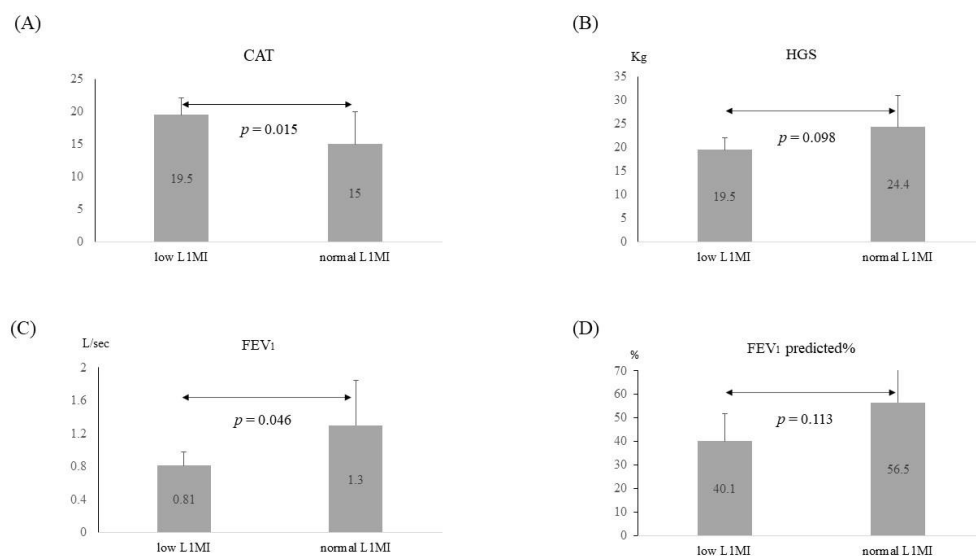 (A)
CAT
25
20
15
10
5
0
p = 0.015
19.5
15
low L1MI normal L1MI
(B)
Kg
HGS
35
30
25
20
15
10
5
0
p = 0.098
19.5
24.4
low L1MI normal L1MI
(C)
L/sec
FEV1
2
1.6
1.2
0.8
0.4
0
p = 0.046
0.81
1.3
low L1MI normal L1MI
(D)
%
FEV1 predicted%
70
60
50
40
30
20
10
0
p = 0.113
40.1
56.5
low L1MI normal L1MI